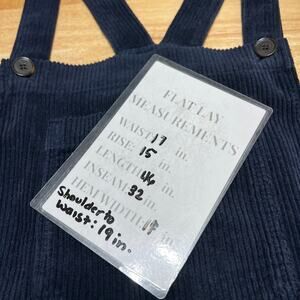 FLAT LAY
MEASUREMENTS
WAIST 17 in.
RISE: 15 in.
LENGTH 46 in.
INSEAM: 32 in.
HEM WIDTH: in.
Shoulder to
waist: 19 in.